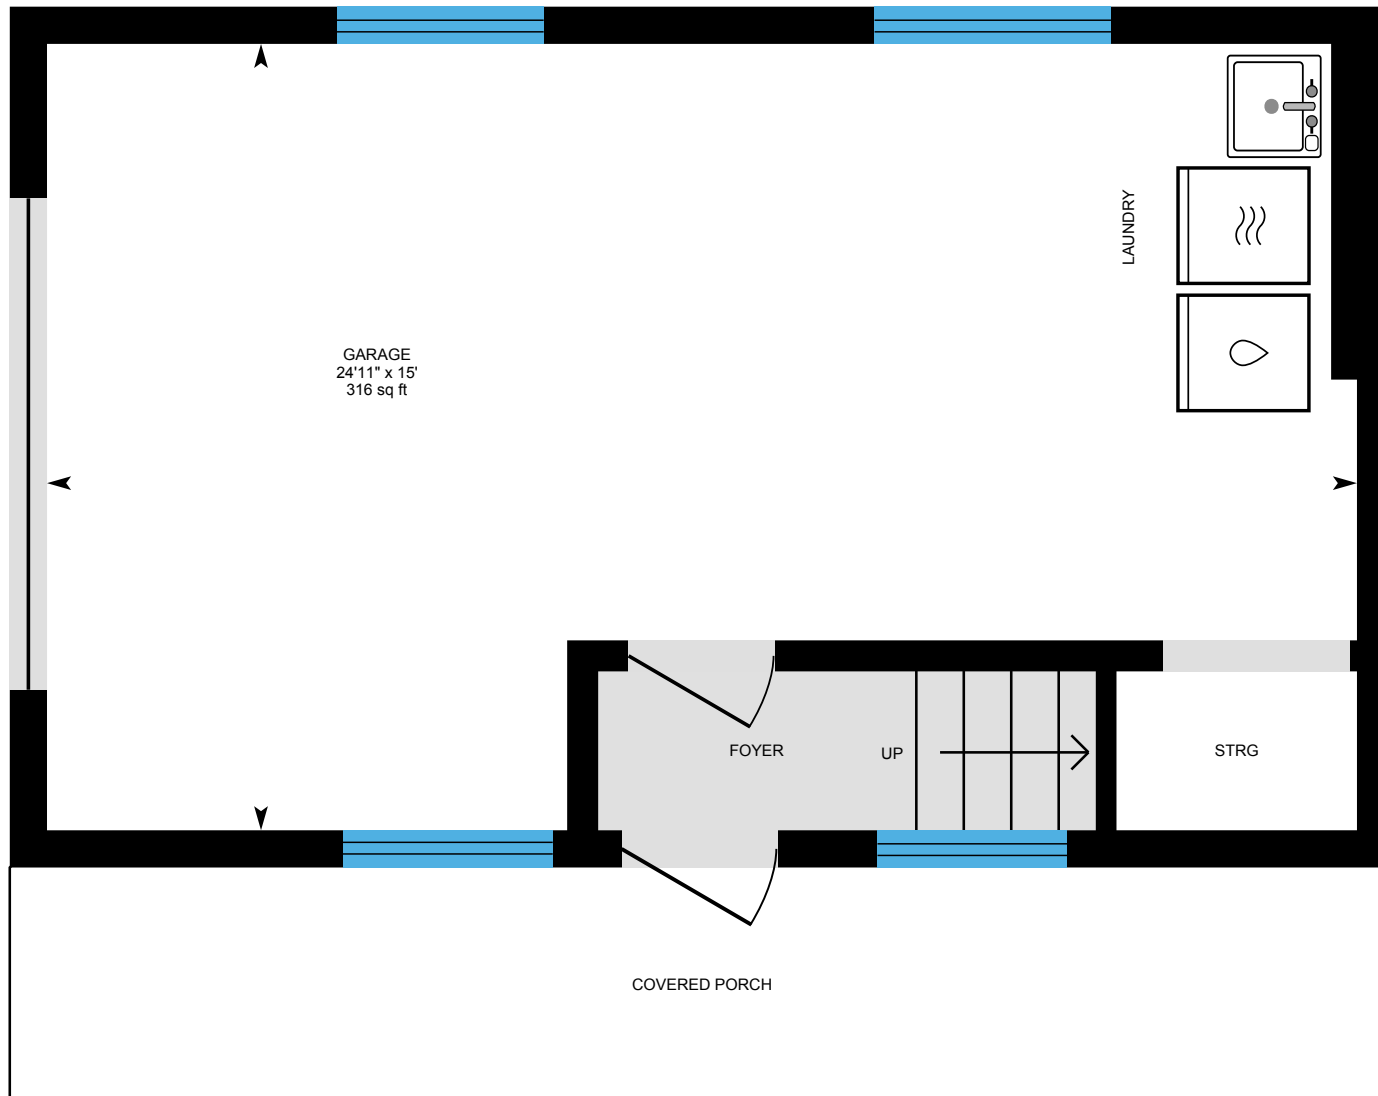 LAUNDRY
GARAGE
24'11" x 15'
316 sq ft
FOYER
UP
STRG
COVERED PORCH